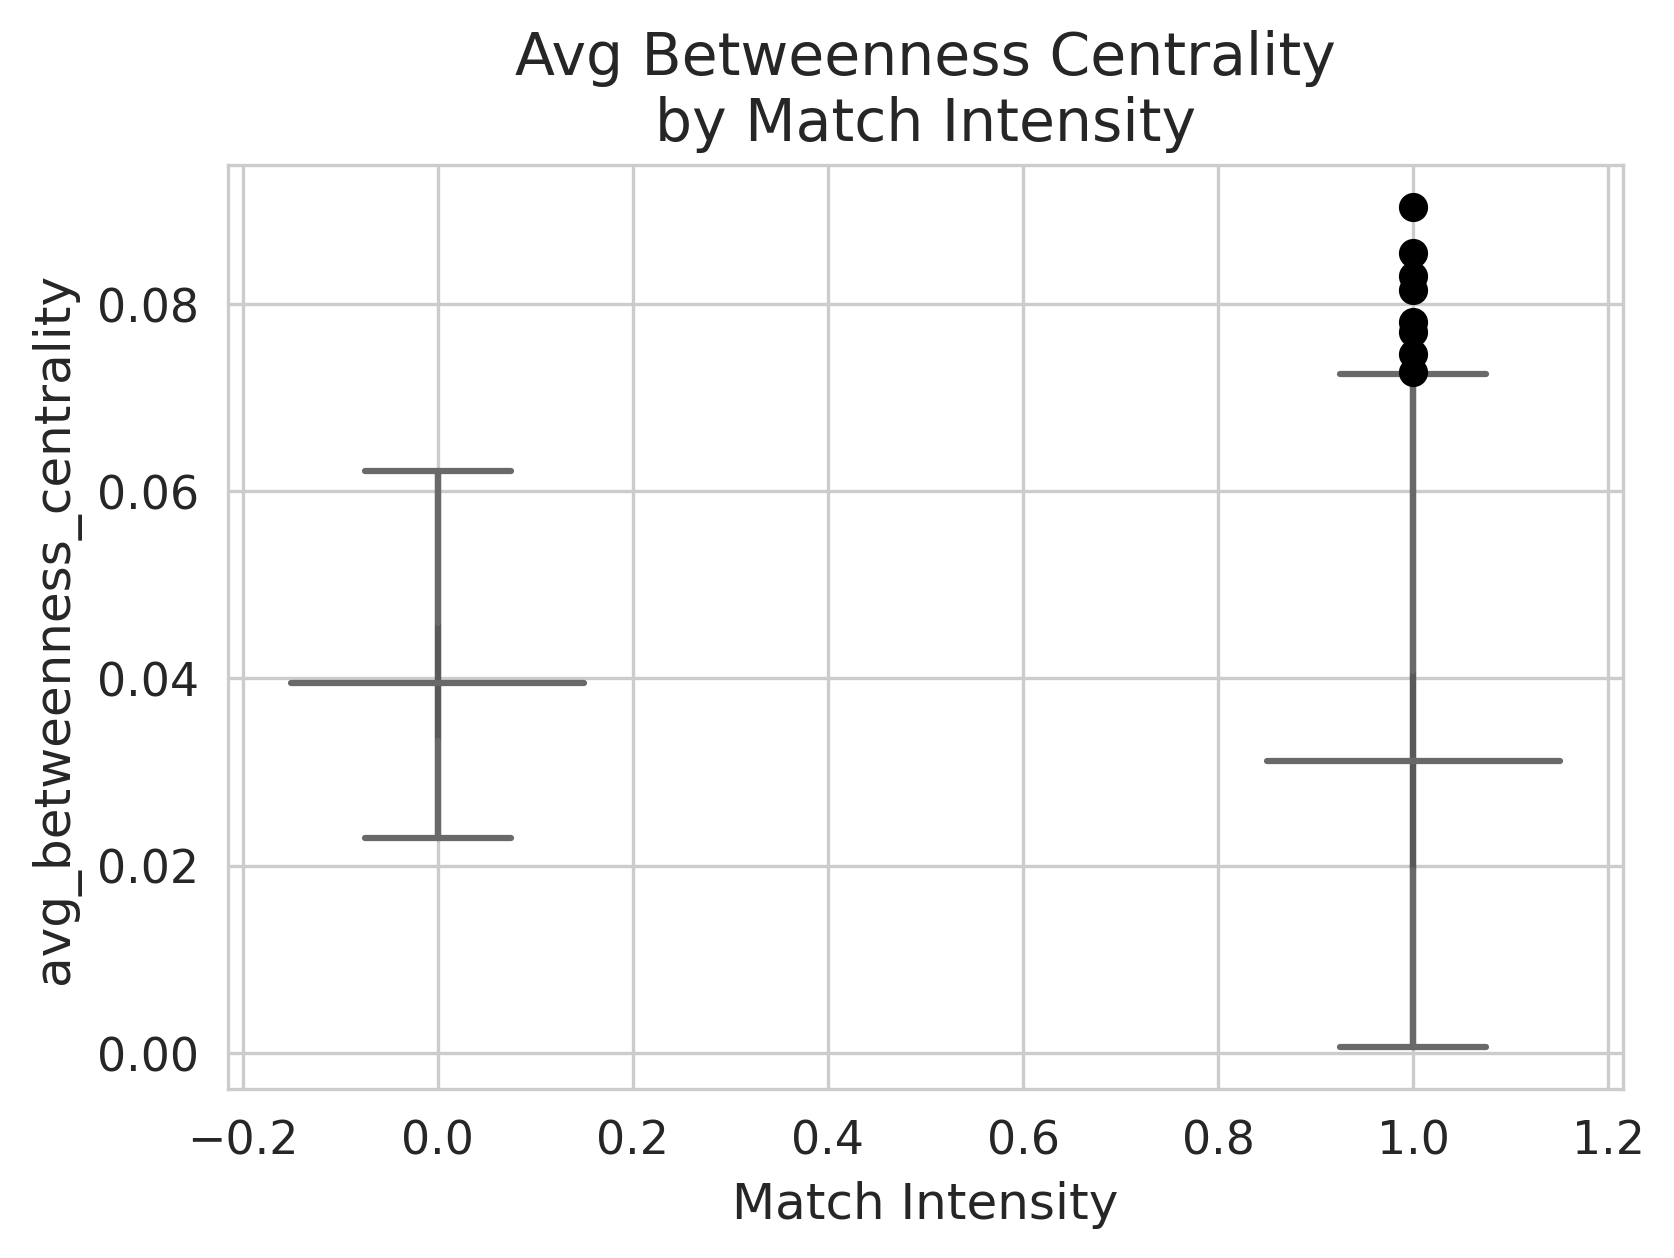 Avg Betweenness Centrality
by Match Intensity
avg_betweenness_centrality
0.08
0.06
0.04
0.02
0.00
−0.2 0.0 0.2 0.4 0.6 0.8 1.0 1.2
Match Intensity